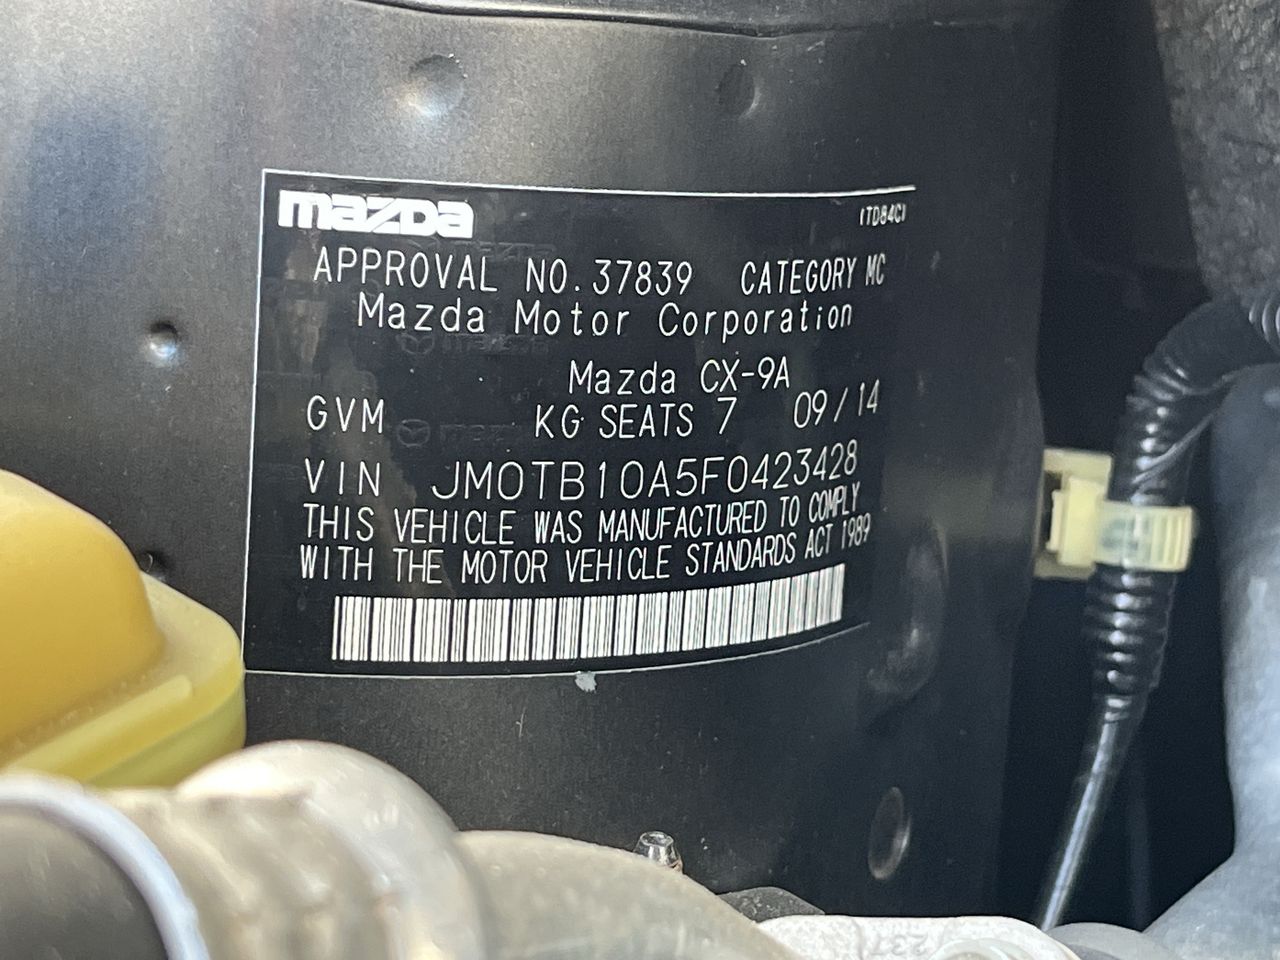 mazda
(TD84C)
APPROVAL NO. 37839 CATEGORY MC
Mazda Motor Corporation
Mazda CX-9A
GVM KG SEATS 7 09/14
VIN JM0TB10A5F0423428
THIS VEHICLE WAS MANUFACTURED TO COMPLY
WITH THE MOTOR VEHICLE STANDARDS ACT 1989
237